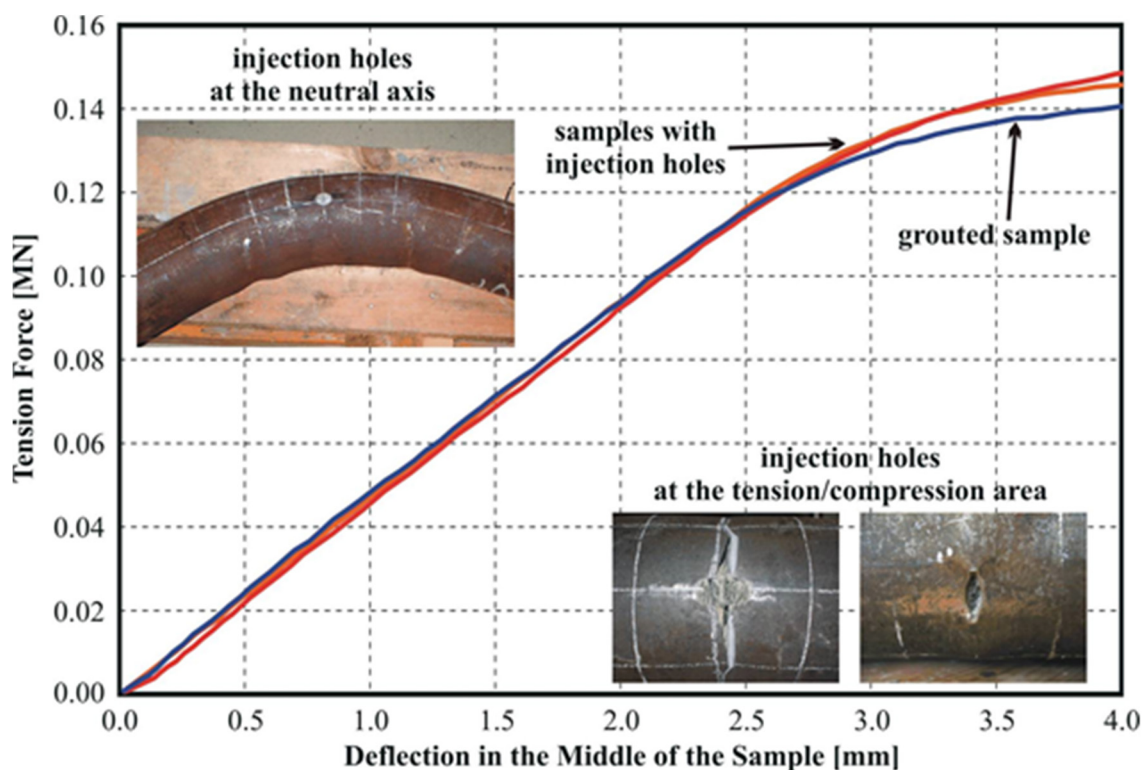 0.16
0.14
0.12
0.10
0.08
0.06
0.04
0.02
0.00
Tension Force [MN]
injection holes
at the neutral axis
samples with
injection holes
grouted sample
injection holes
at the tension/compression area
0.0 0.5 1.0 1.5 2.0 2.5 3.0 3.5 4.0
Deflection in the Middle of the Sample [mm]